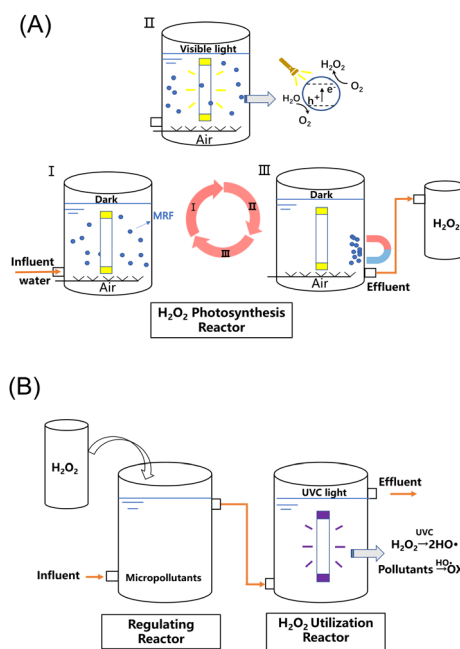 (A)
II
Visible light
H₂O₂
O₂
H₂O
h⁺
e⁻
O₂
Air
I
Dark
MRF
Influent
water
Air
I
II
III
III
Dark
Air
Effluent
H₂O₂
H₂O₂ Photosynthesis
Reactor
(B)
H₂O₂
Influent
Micropollutants
Regulating
Reactor
UVC light
Effluent
UVC
H₂O₂→2HO•
HO•
Pollutants→OX
H₂O₂ Utilization
Reactor